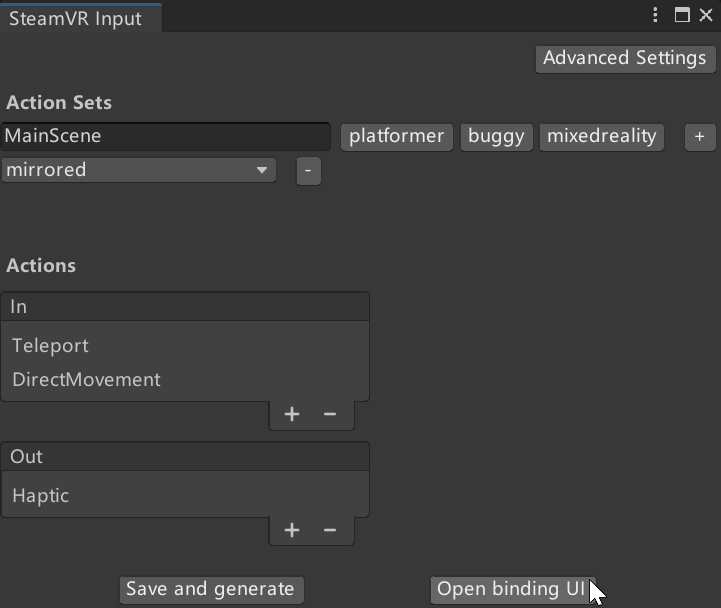 SteamVR Input
Advanced Settings
Action Sets
MainScene platformer buggy mixedreality +
mirrored -
Actions
In
Teleport
DirectMovement
+ −
Out
Haptic
+ −
Save and generate Open binding UI